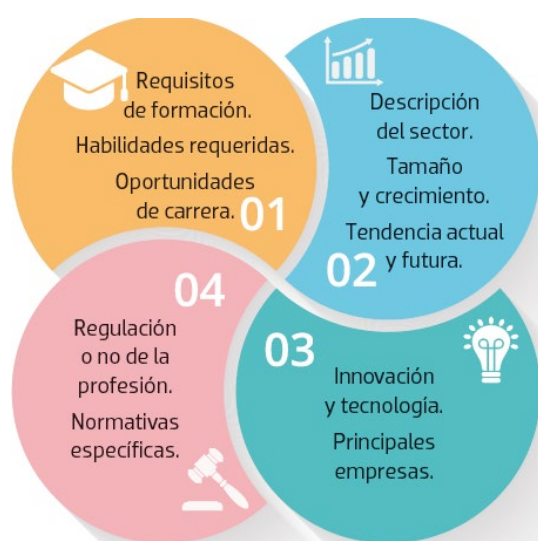 Requisitos
de formación.
Habilidades requeridas.
Oportunidades
de carrera.
01
Descripción
del sector.
Tamaño
y crecimiento.
Tendencia actual
y futura.
02
03
Innovación
y tecnología.
Principales
empresas.
04
Regulación
o no de la
profesión.
Normativas
específicas.